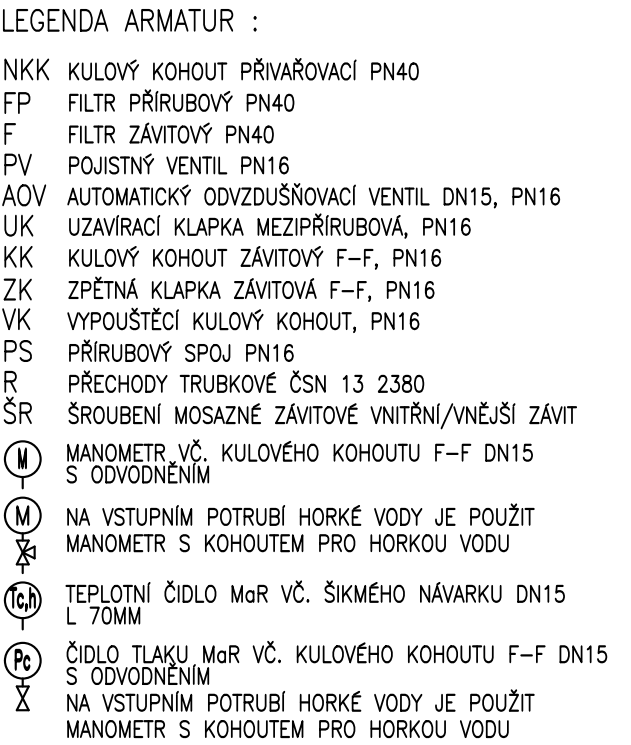 LEGENDA ARMATUR :
NKK KULOVÝ KOHOUT PŘIVAŘOVACÍ PN40
FP FILTR PŘÍRUBOVÝ PN40
F FILTR ZÁVITOVÝ PN40
PV POJISTNÝ VENTIL PN16
AOV AUTOMATICKÝ ODVZDUŠŇOVACÍ VENTIL DN15, PN16
UK UZAVÍRACÍ KLAPKA MEZIPŘÍRUBOVÁ, PN16
KK KULOVÝ KOHOUT ZÁVITOVÝ F-F, PN16
ZK ZPĚTNÁ KLAPKA ZÁVITOVÁ F-F, PN16
VK VYPOUŠTĚCÍ KULOVÝ KOHOUT, PN16
PS PŘÍRUBOVÝ SPOJ PN16
R PŘECHODY TRUBKOVÉ ČSN 13 2380
ŠR ŠROUBENÍ MOSAZNÉ ZÁVITOVÉ VNITŘNÍ/VNĚJŠÍ ZÁVIT
M MANOMETR VČ. KULOVÉHO KOHOUTU F-F DN15
S ODVODNĚNÍM
M NA VSTUPNÍM POTRUBÍ HORKÉ VODY JE POUŽIT
MANOMETR S KOHOUTEM PRO HORKOU VODU
Tc,h TEPLOTNÍ ČIDLO MaR VČ. ŠIKMÉHO NÁVARKU DN15
L 70MM
Pc ČIDLO TLAKU MaR VČ. KULOVÉHO KOHOUTU F-F DN15
S ODVODNĚNÍM
NA VSTUPNÍM POTRUBÍ HORKÉ VODY JE POUŽIT
MANOMETR S KOHOUTEM PRO HORKOU VODU